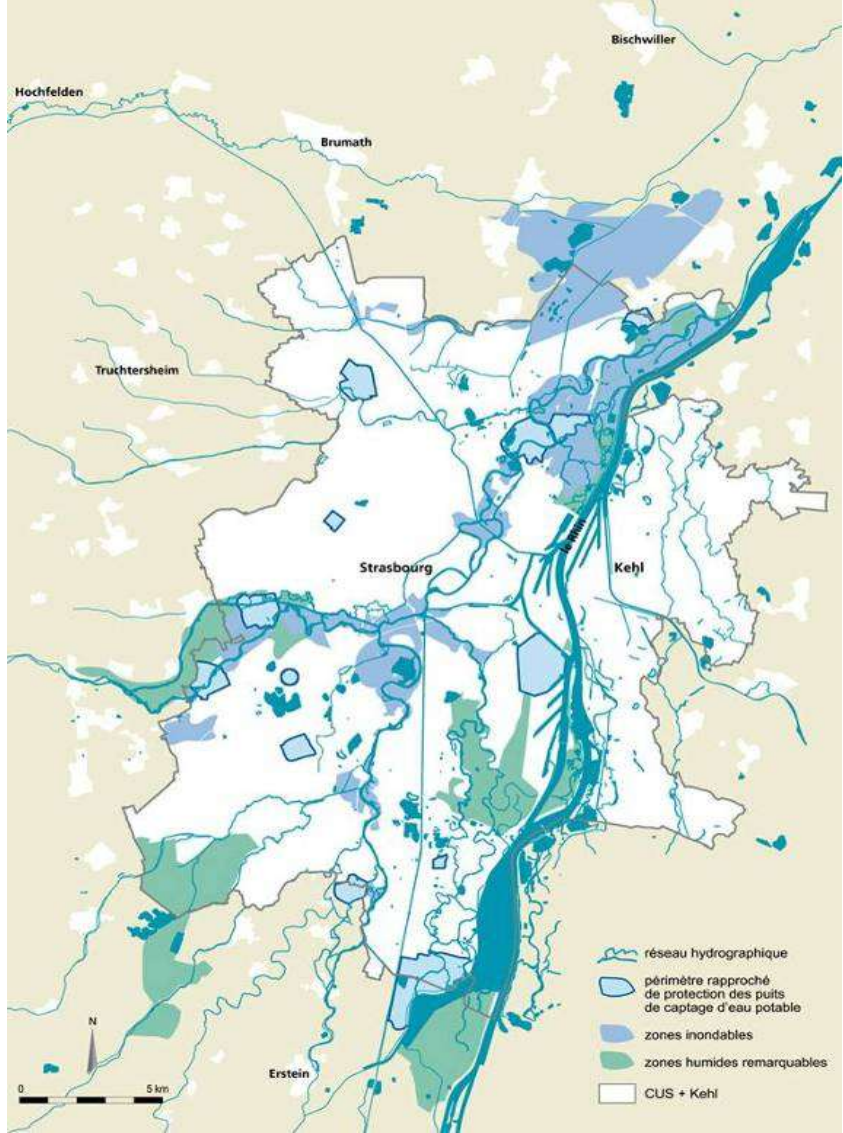 Bischwiller
Hochfelden
Brumath
Truchtersheim
le Rhin
Strasbourg
Kehl
réseau hydrographique
périmètre rapproché
de protection des puits
de captage d'eau potable
N
zones inondables
zones humides remarquables
Erstein
0 5 km
CUS + Kehl